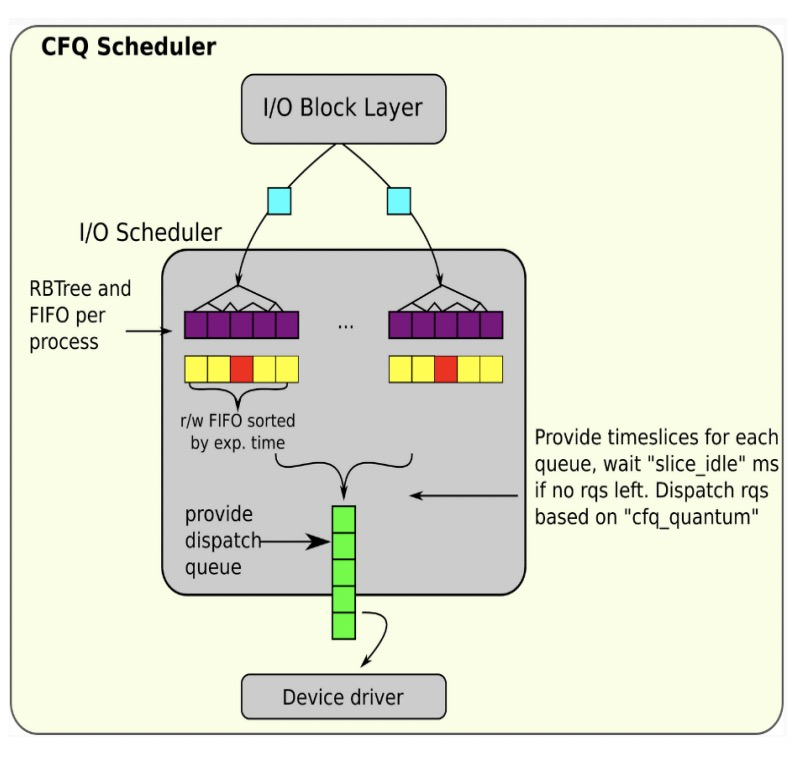 CFQ Scheduler
I/O Block Layer
I/O Scheduler
RBTree and
FIFO per
process
...
r/w FIFO sorted
by exp. time
Provide timeslices for each
queue, wait "slice_idle" ms
if no rqs left. Dispatch rqs
based on "cfq_quantum"
provide
dispatch
queue
Device driver